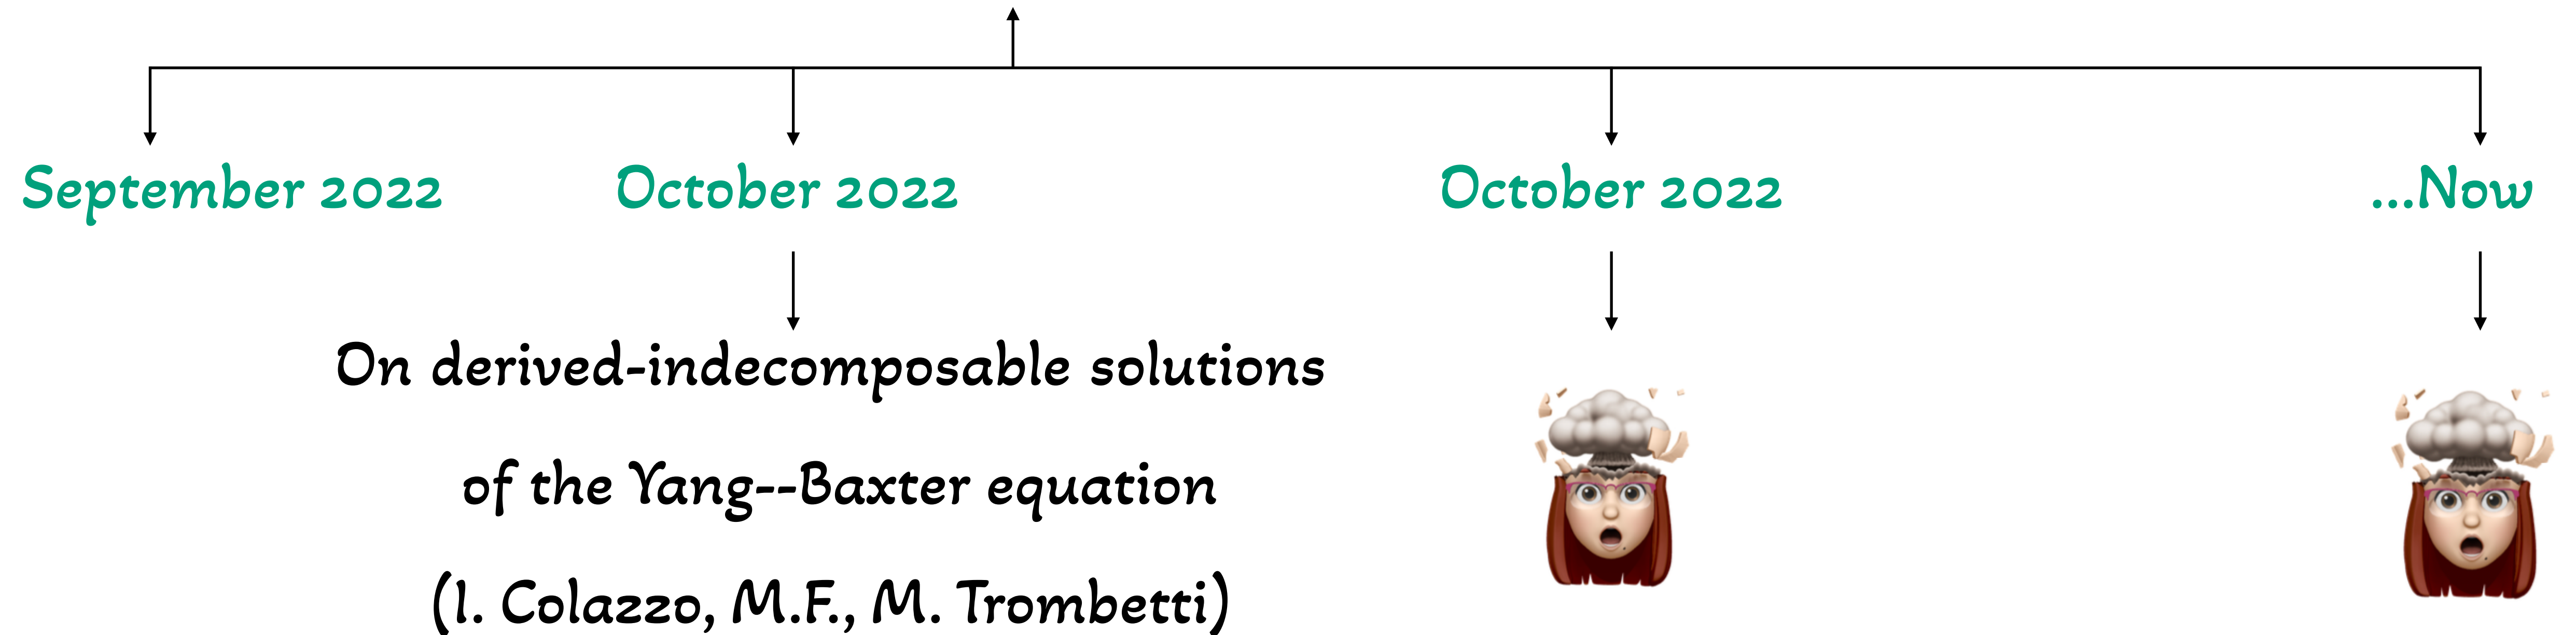 September 2022 October 2022 October 2022 ...Now
On derived-indecomposable solutions
of the Yang--Baxter equation
(I. Colazzo, M.F., M. Trombetti)